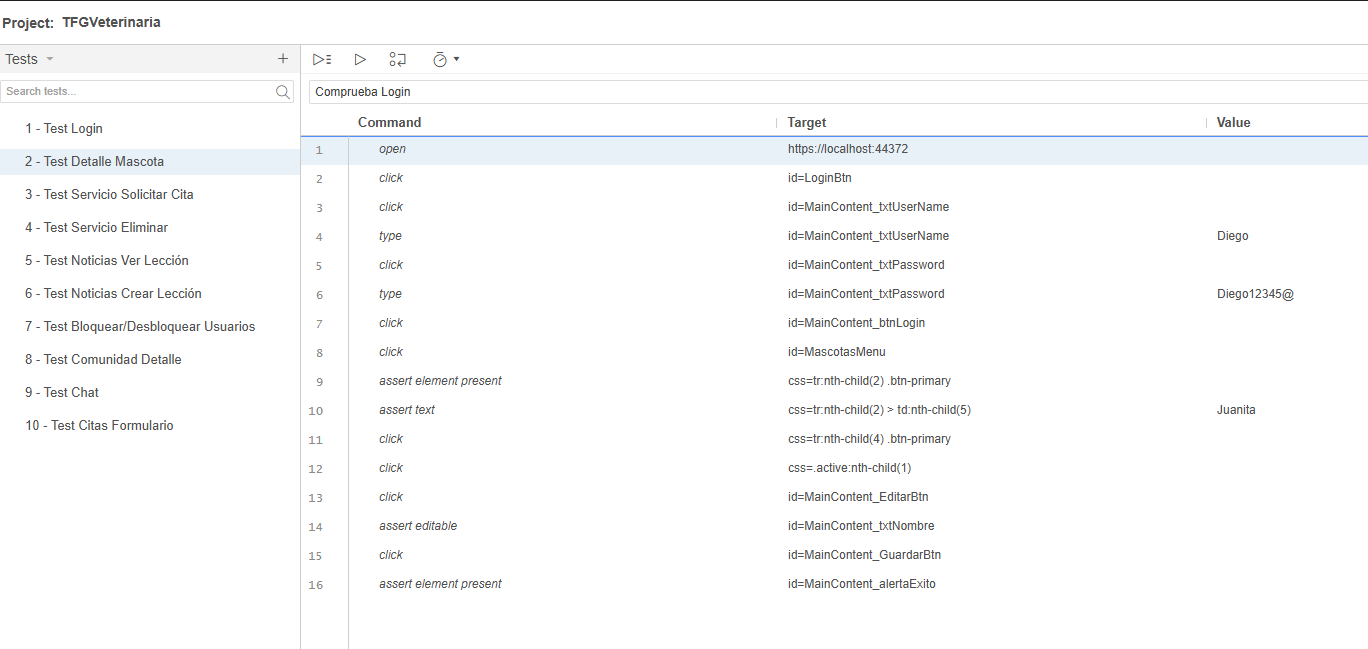 Project: TFGVeterinaria
Tests
Search tests...
1 - Test Login
2 - Test Detalle Mascota
3 - Test Servicio Solicitar Cita
4 - Test Servicio Eliminar
5 - Test Noticias Ver Lección
6 - Test Noticias Crear Lección
7 - Test Bloquear/Desbloquear Usuarios
8 - Test Comunidad Detalle
9 - Test Chat
10 - Test Citas Formulario
Comprueba Login
Command Target Value
1 open https://localhost:44372
2 click id=LoginBtn
3 click id=MainContent_txtUserName
4 type id=MainContent_txtUserName Diego
5 click id=MainContent_txtPassword
6 type id=MainContent_txtPassword Diego12345@
7 click id=MainContent_btnLogin
8 click id=MascotasMenu
9 assert element present css=tr:nth-child(2) .btn-primary
10 assert text css=tr:nth-child(2) > td:nth-child(5) Juanita
11 click css=tr:nth-child(4) .btn-primary
12 click css=.active:nth-child(1)
13 click id=MainContent_EditarBtn
14 assert editable id=MainContent_txtNombre
15 click id=MainContent_GuardarBtn
16 assert element present id=MainContent_alertaExito